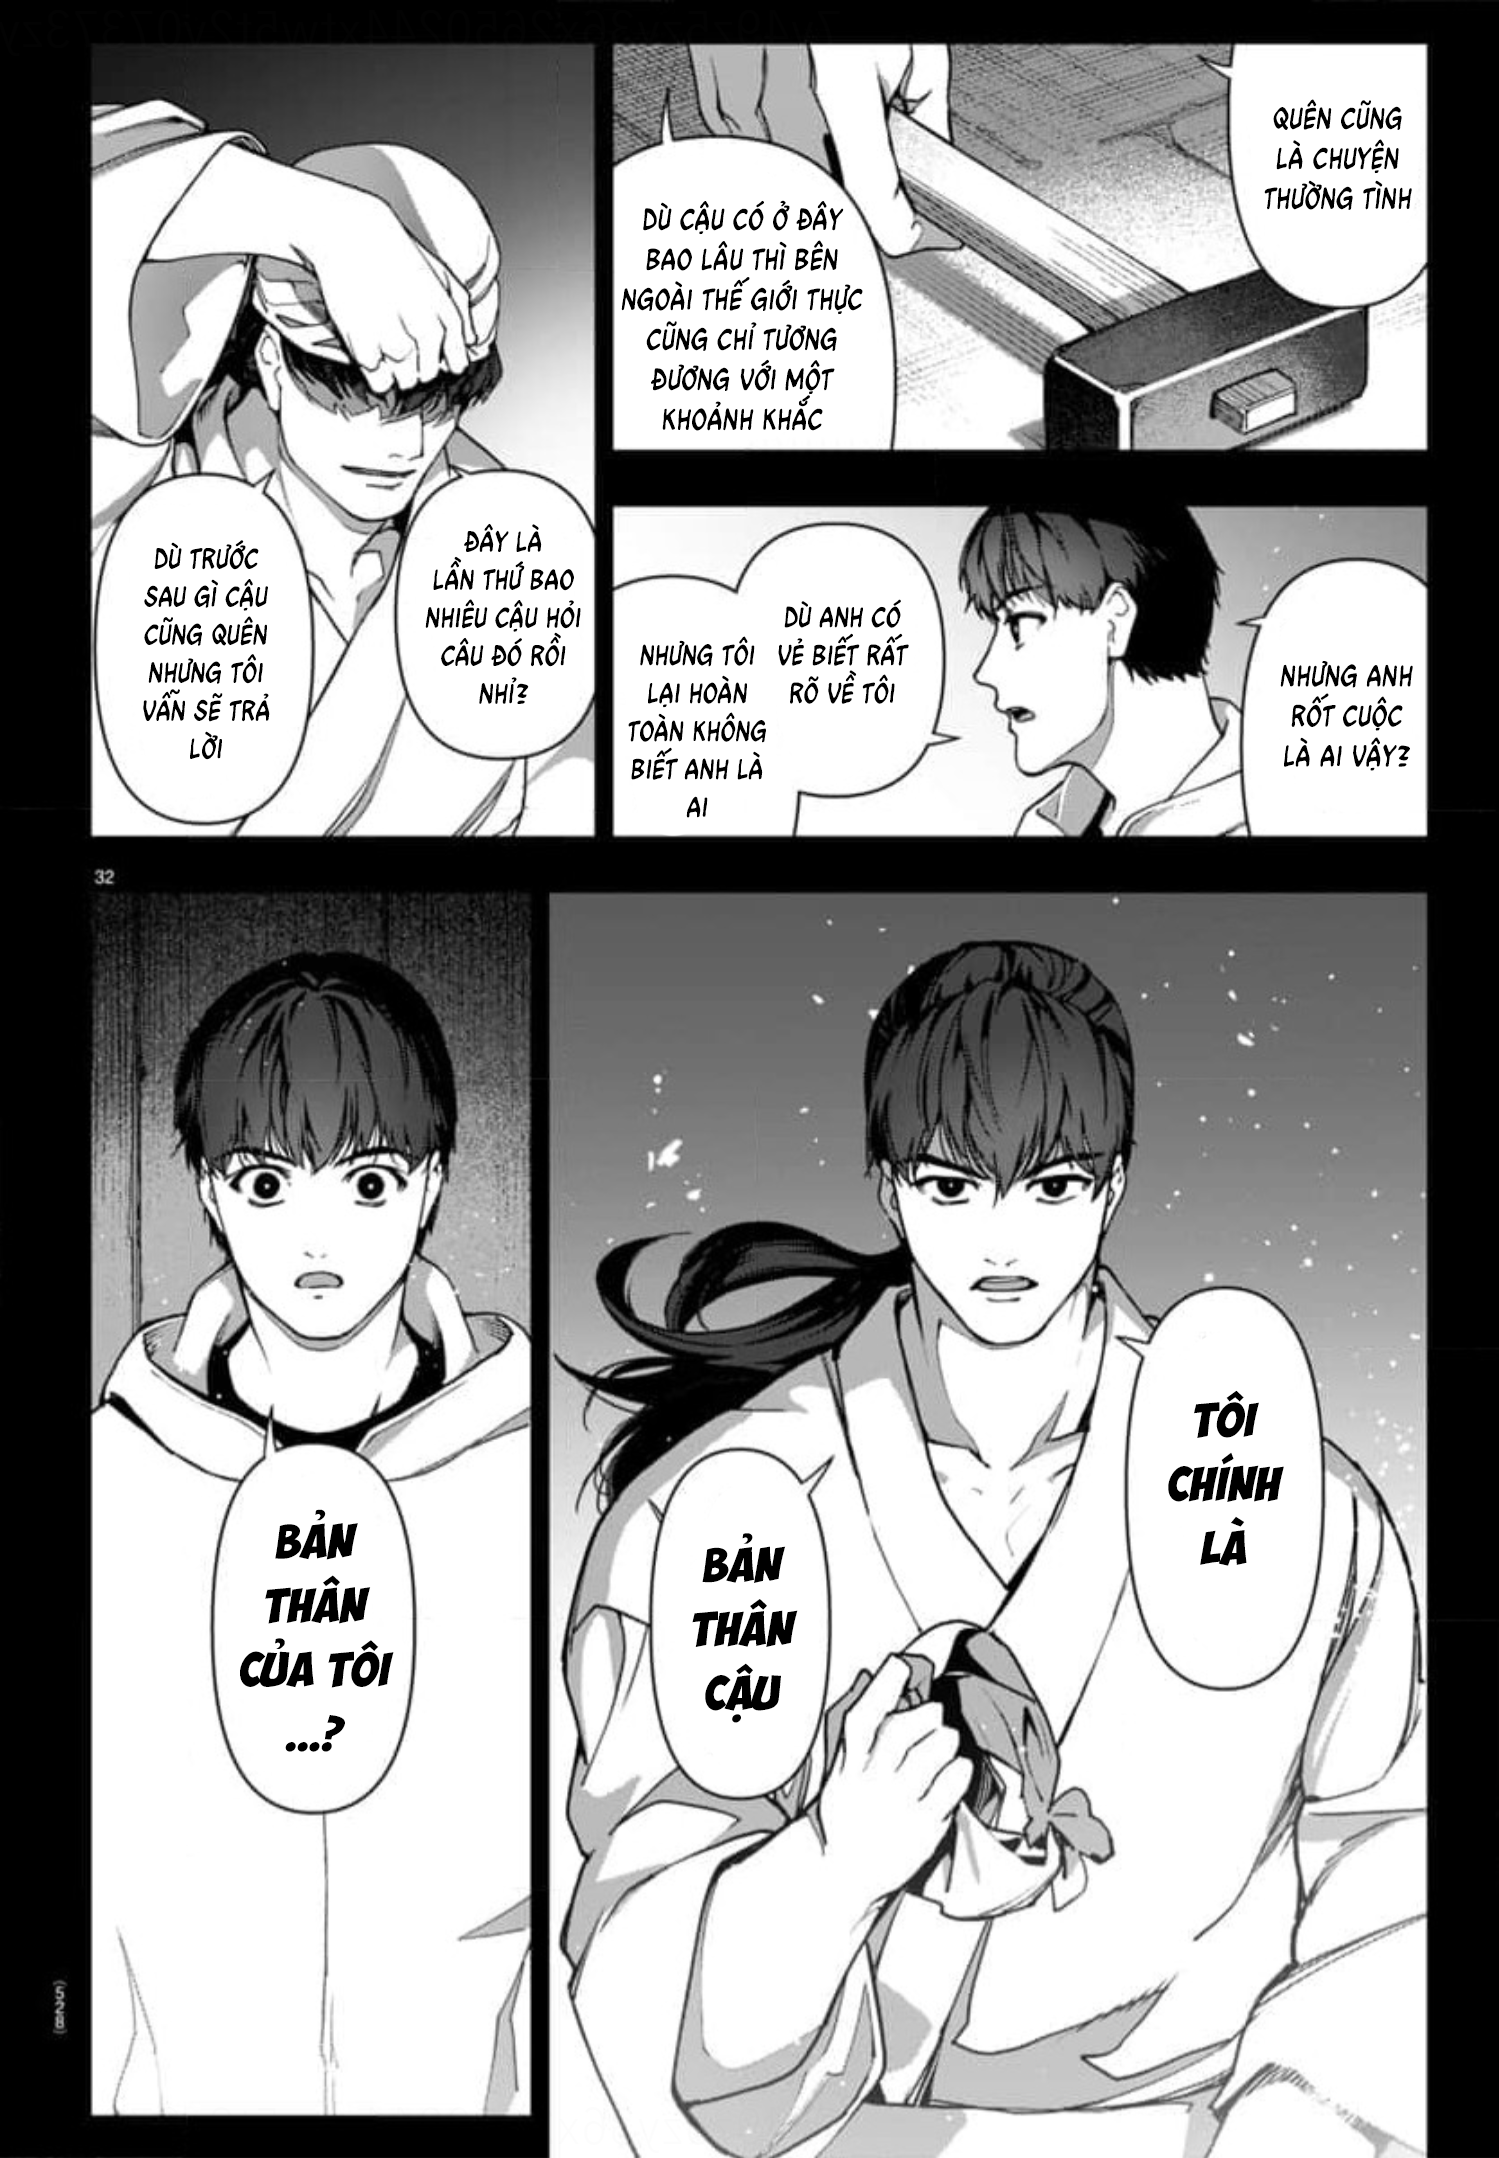 QUÊN CŨNG
LÀ CHUYỆN
THƯỜNG TÌNH
DÙ CẬU CÓ Ở ĐÂY
BAO LÂU THÌ BÊN
NGOÀI THẾ GIỚI THỰC
CŨNG CHỈ TƯƠNG
ĐƯƠNG VỚI MỘT
KHOẢNH KHẮC
NHƯNG ANH
RỐT CUỘC
LÀ AI VẬY?
DÙ ANH CÓ
VẺ BIẾT RẤT
RÕ VỀ TÔI
NHƯNG TÔI
LẠI HOÀN
TOÀN KHÔNG
BIẾT ANH LÀ
AI
ĐÂY LÀ
LẦN THỨ BAO
NHIÊU CẬU HỎI
CÂU ĐÓ RỒI
NHỈ?
DÙ TRƯỚC
SAU GÌ CẬU
CŨNG QUÊN
NHƯNG TÔI
VẪN SẼ TRẢ
LỜI
32
TÔI
CHÍNH
LÀ
BẢN
THÂN
CẬU
BẢN
THÂN
CỦA TÔI
....?
(528)